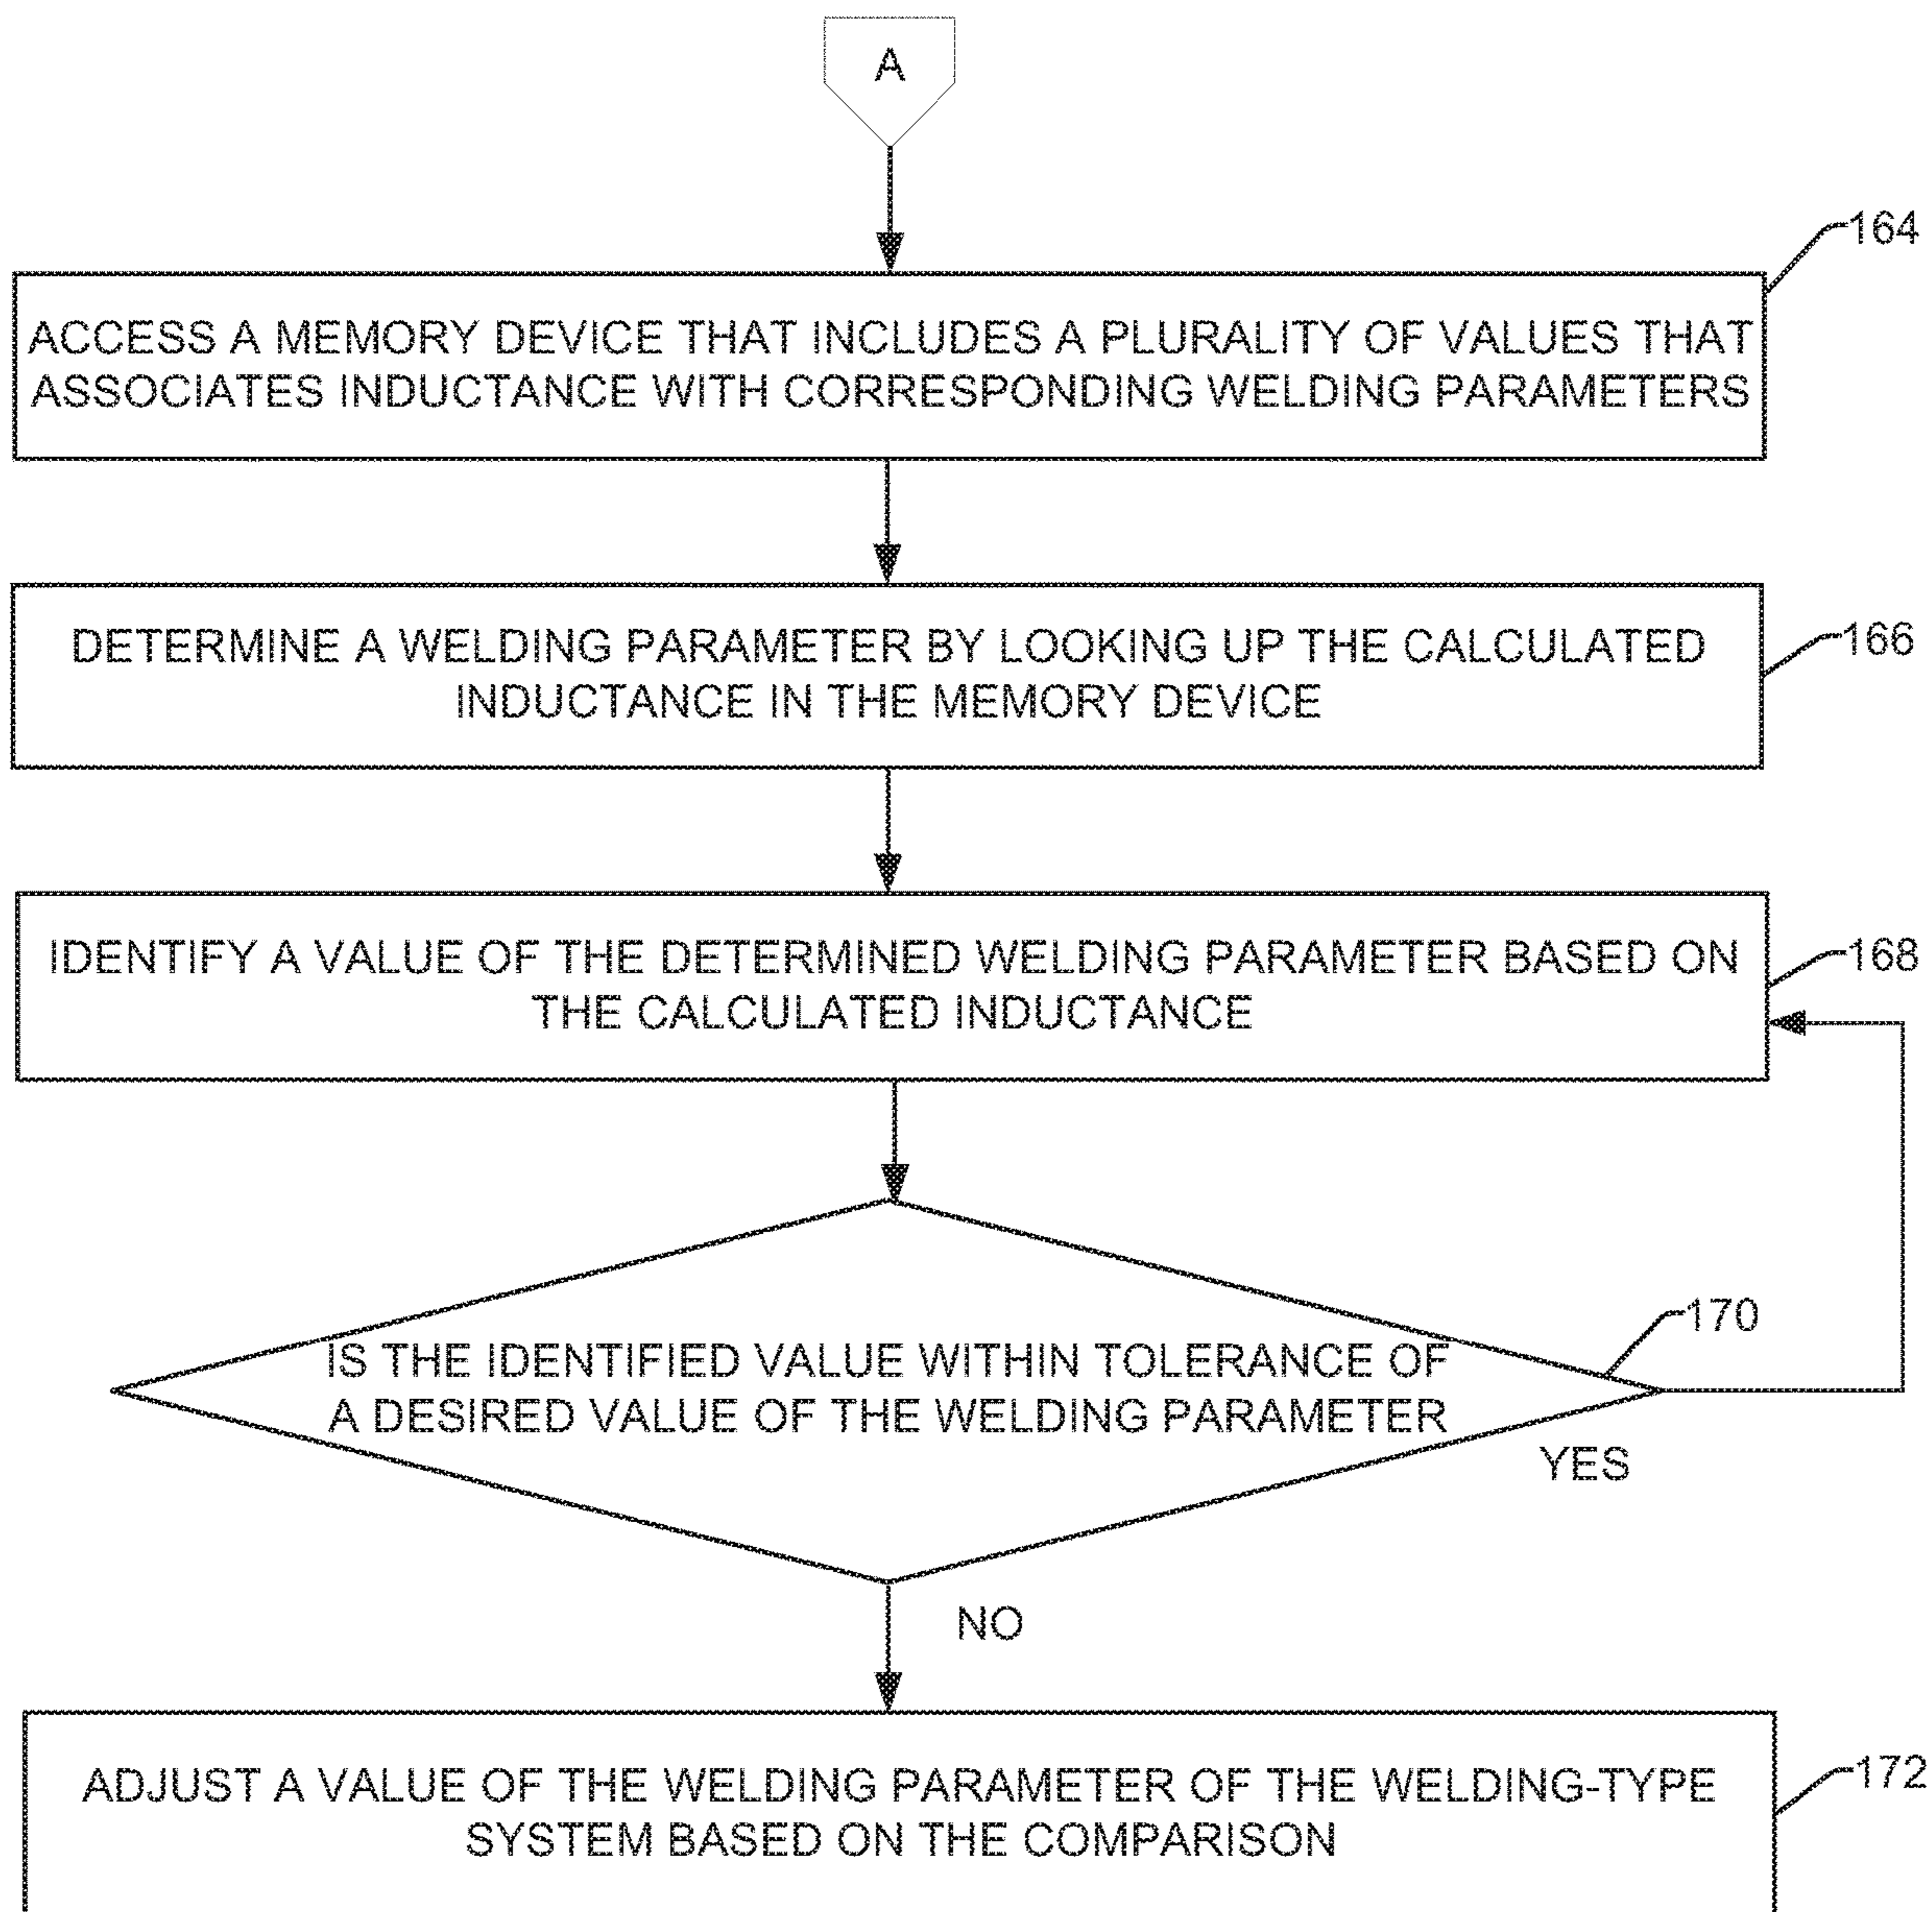 A
164
ACCESS A MEMORY DEVICE THAT INCLUDES A PLURALITY OF VALUES THAT
ASSOCIATES INDUCTANCE WITH CORRESPONDING WELDING PARAMETERS
166
DETERMINE A WELDING PARAMETER BY LOOKING UP THE CALCULATED
INDUCTANCE IN THE MEMORY DEVICE
168
IDENTIFY A VALUE OF THE DETERMINED WELDING PARAMETER BASED ON
THE CALCULATED INDUCTANCE
170
IS THE IDENTIFIED VALUE WITHIN TOLERANCE OF
A DESIRED VALUE OF THE WELDING PARAMETER
YES
NO
172
ADJUST A VALUE OF THE WELDING PARAMETER OF THE WELDING-TYPE
SYSTEM BASED ON THE COMPARISON